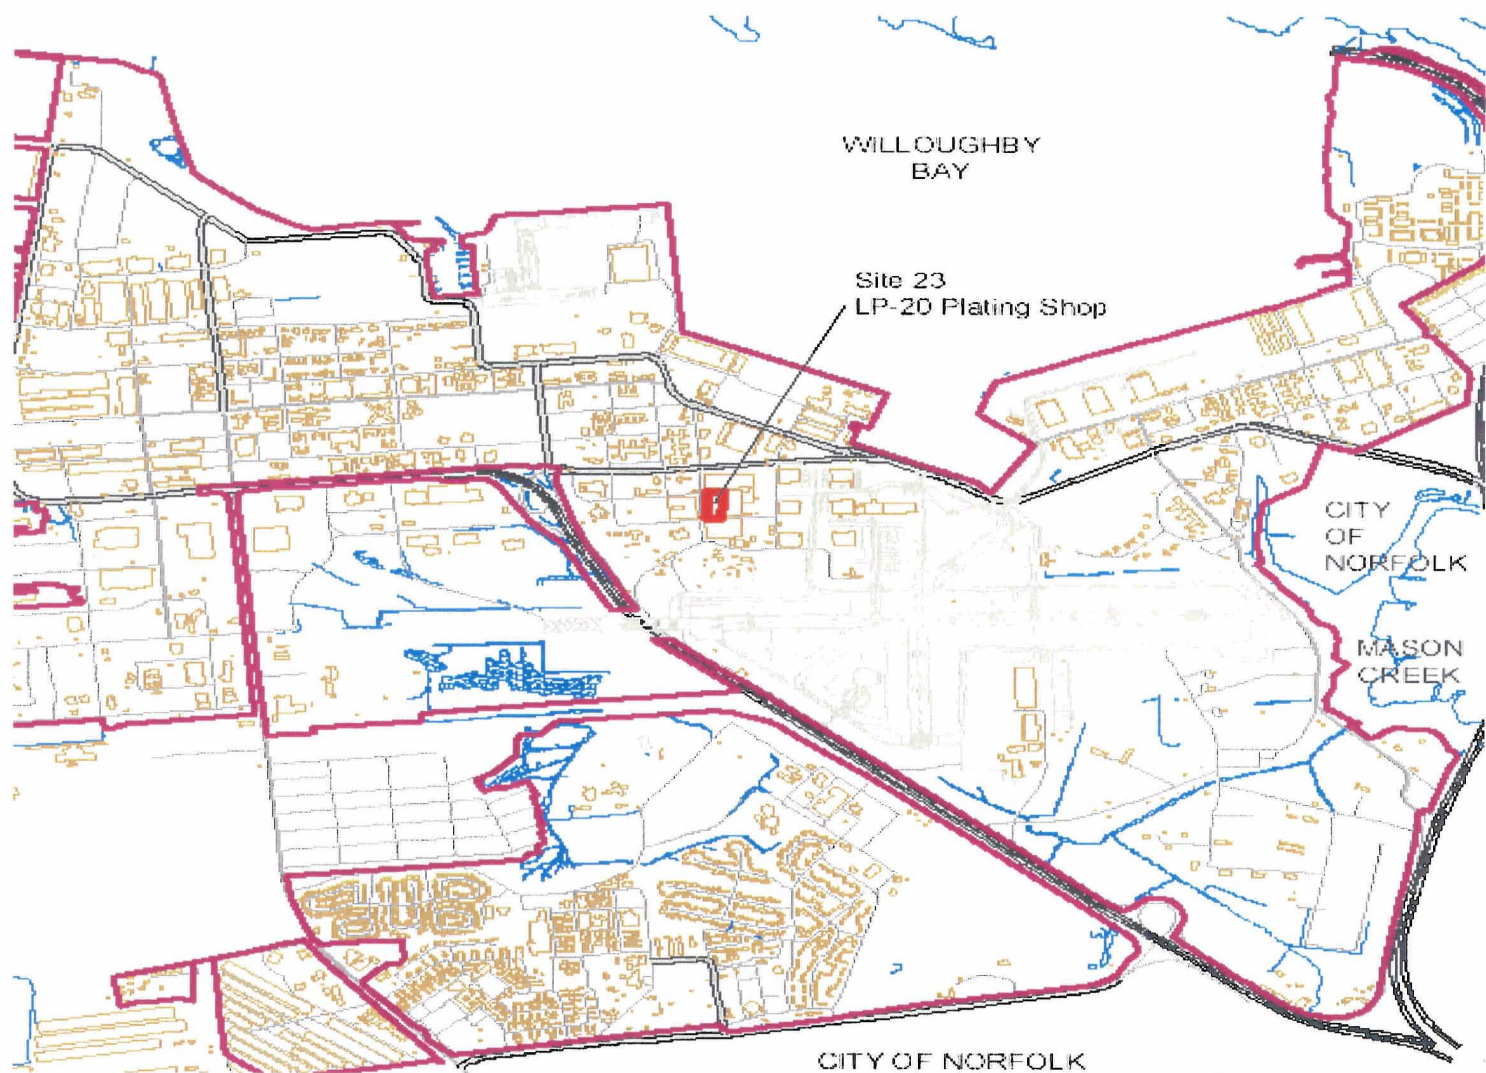 WILLOUGHBY
BAY
Site 23
LP-20 Plating Shop
CITY
OF
NORFOLK
MASON
CREEK
CITY OF NORFOLK